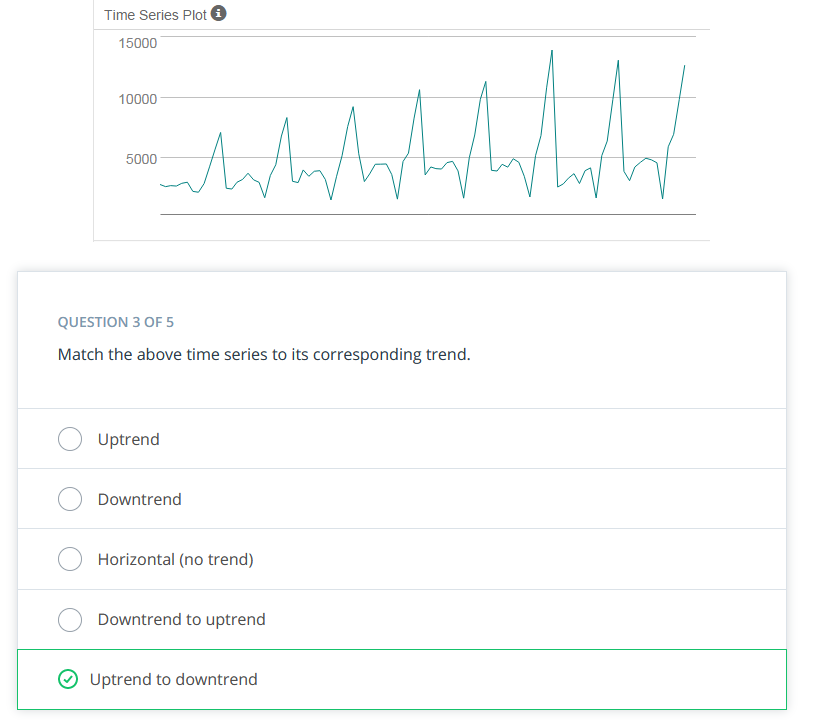 Time Series Plot
15000
10000
5000
QUESTION 3 OF 5
Match the above time series to its corresponding trend.
Uptrend
Downtrend
Horizontal (no trend)
Downtrend to uptrend
Uptrend to downtrend